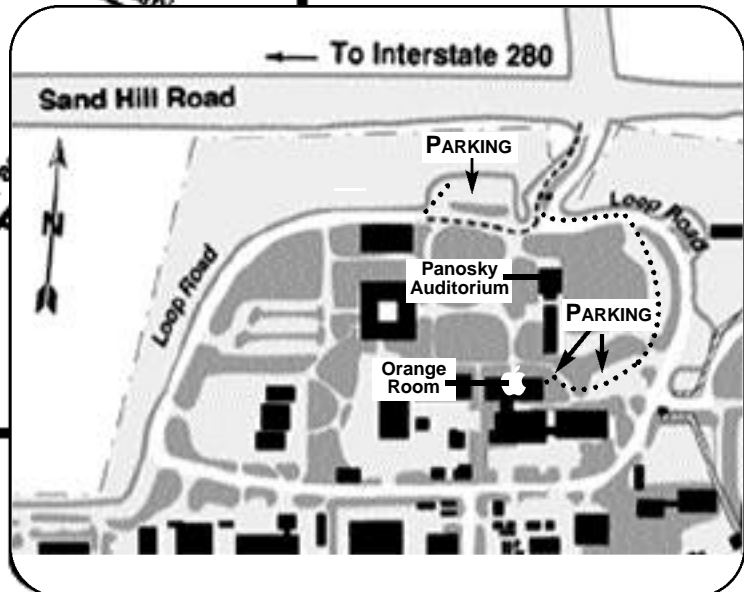 To Interstate 280
Sand Hill Road
PARKING
N
Loop Road
Loop Road
Panosky
Auditorium
PARKING
Orange
Room